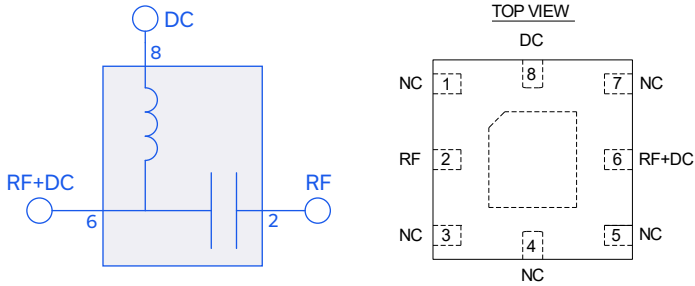 DC
8
RF+DC
RF
6
2
TOP VIEW
DC
NC 1 8 7 NC
RF 2 6 RF+DC
NC 3 4 5 NC
NC